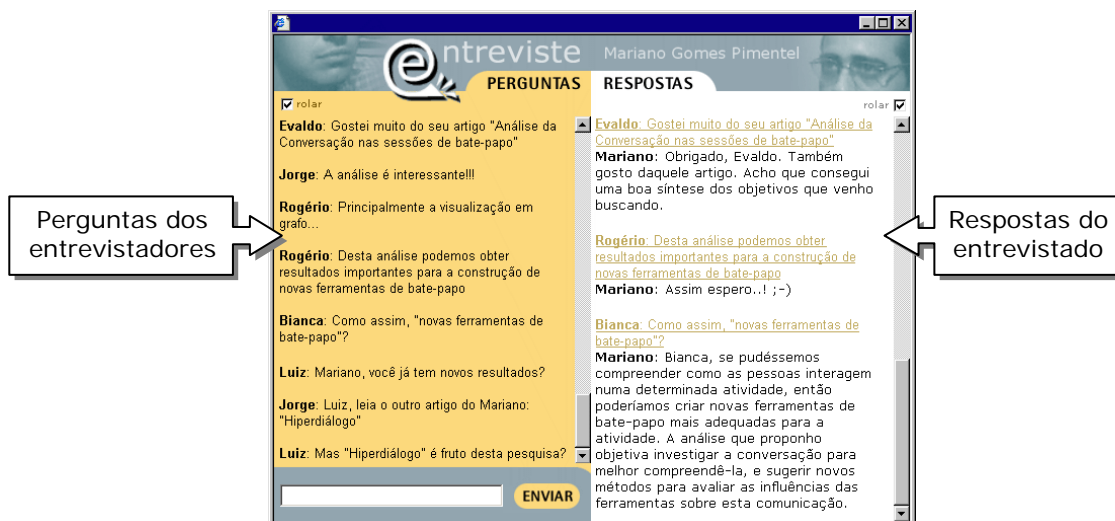 entreviste
Mariano Gomes Pimentel
PERGUNTAS
RESPOSTAS
rolar
rolar
Evaldo: Gostei muito do seu artigo "Análise da
Conversação nas sessões de bate-papo"
Jorge: A análise é interessante!!!
Rogério: Principalmente a visualização em
grafo...
Rogério: Desta análise podemos obter
resultados importantes para a construção de
novas ferramentas de bate-papo
Bianca: Como assim, "novas ferramentas de
bate-papo"?
Luiz: Mariano, você já tem novos resultados?
Jorge: Luiz, leia o outro artigo do Mariano:
"Hiperdiálogo"
Luiz: Mas "Hiperdiálogo" é fruto desta pesquisa?
ENVIAR
Evaldo: Gostei muito do seu artigo "Análise da
Conversação nas sessões de bate-papo"
Mariano: Obrigado, Evaldo. Também
gosto daquele artigo. Acho que consegui
uma boa síntese dos objetivos que venho
buscando.
Rogério: Desta análise podemos obter
resultados importantes para a construção de
novas ferramentas de bate-papo
Mariano: Assim espero..! ;-)
Bianca: Como assim, "novas ferramentas de
bate-papo"?
Mariano: Bianca, se pudéssemos
compreender como as pessoas interagem
numa determinada atividade, então
poderíamos criar novas ferramentas de
bate-papo mais adequadas para a
atividade. A análise que proponho
objetiva investigar a conversação para
melhor compreendê-la, e sugerir novos
métodos para avaliar as influências das
ferramentas sobre esta comunicação.
Perguntas dos
entrevistadores
Respostas do
entrevistado